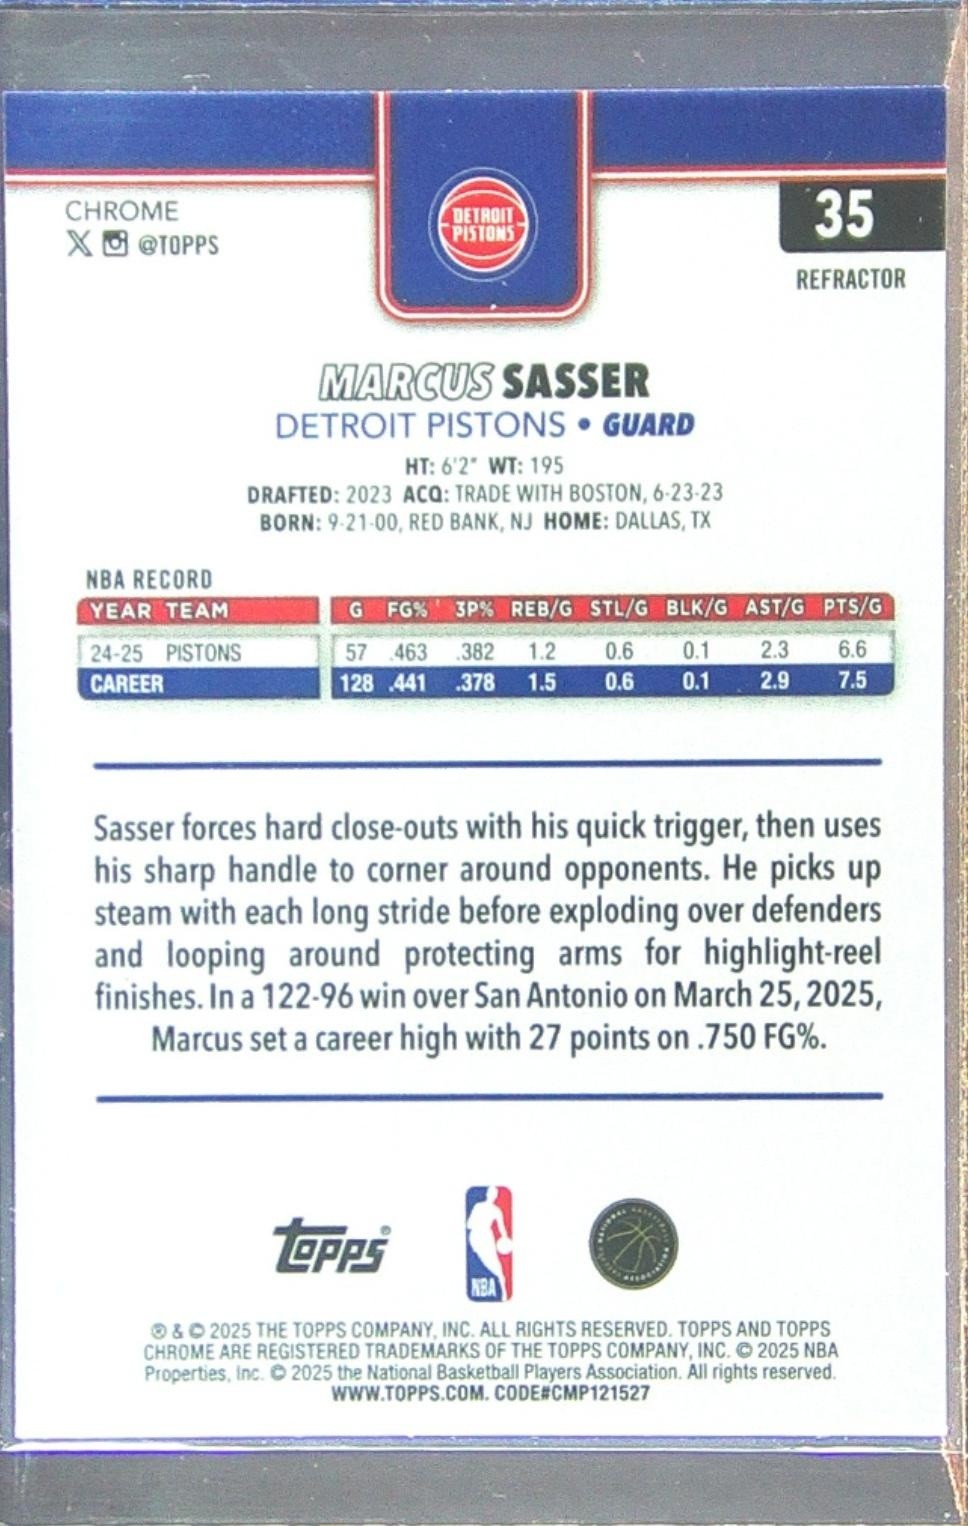 DETROIT
PISTONS
CHROME
@TOPPS
35
REFRACTOR
MARCUS SASSER
DETROIT PISTONS • GUARD
HT: 6'2" WT: 195
DRAFTED: 2023 ACQ: TRADE WITH BOSTON, 6-23-23
BORN: 9-21-00, RED BANK, NJ HOME: DALLAS, TX
NBA RECORD
YEAR TEAM G FG% 3P% REB/G STL/G BLK/G AST/G PTS/G
24-25 PISTONS 57 .463 .382 1.2 0.6 0.1 2.3 6.6
CAREER 128 .441 .378 1.5 0.6 0.1 2.9 7.5
Sasser forces hard close-outs with his quick trigger, then uses
his sharp handle to corner around opponents. He picks up
steam with each long stride before exploding over defenders
and looping around protecting arms for highlight-reel
finishes. In a 122-96 win over San Antonio on March 25, 2025,
Marcus set a career high with 27 points on .750 FG%.
Topps®
NBA
® & © 2025 THE TOPPS COMPANY, INC. ALL RIGHTS RESERVED. TOPPS AND TOPPS
CHROME ARE REGISTERED TRADEMARKS OF THE TOPPS COMPANY, INC. © 2025 NBA
Properties, Inc. © 2025 the National Basketball Players Association. All rights reserved.
WWW.TOPPS.COM. CODE#CMP121527